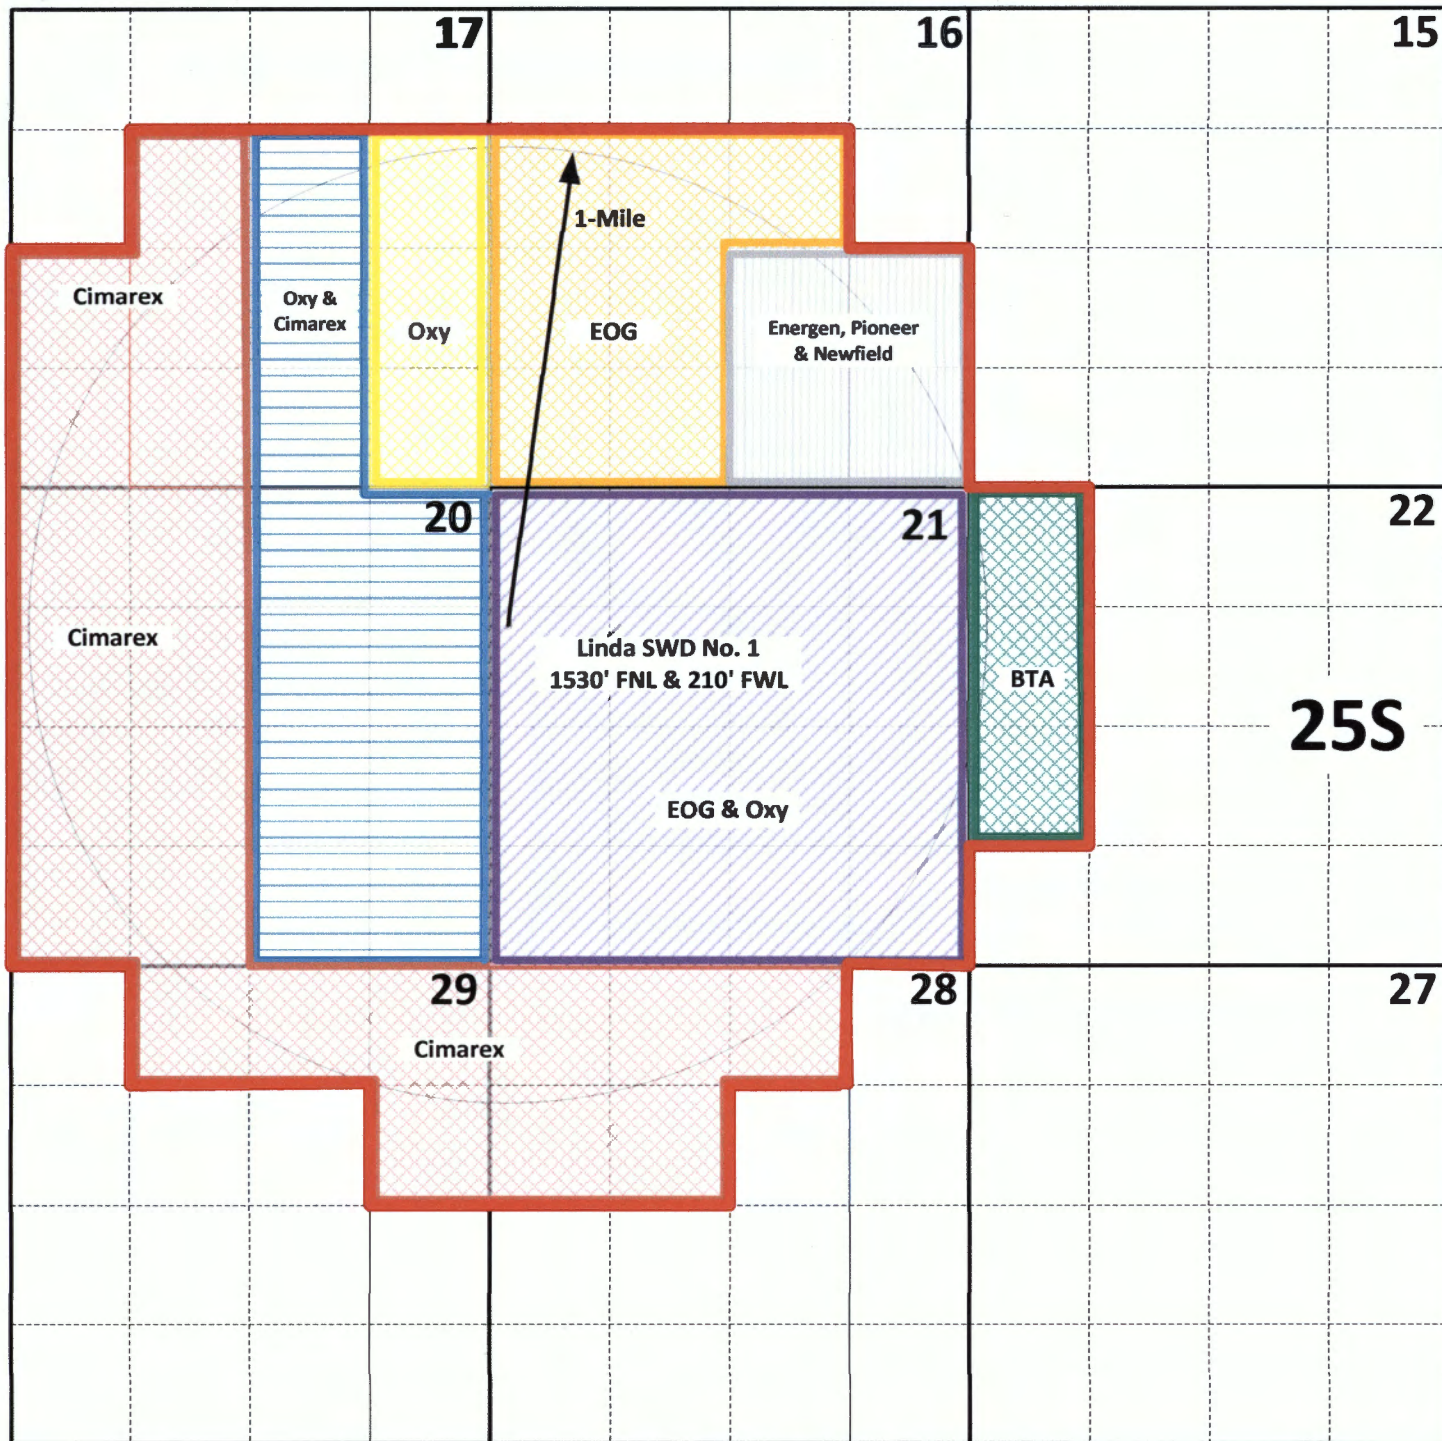 17
16
15
1-Mile
Cimarex
Oxy &
Cimarex
Oxy
EOG
Energen, Pioneer
& Newfield
20
21
22
Cimarex
Linda SWD No. 1
1530' FNL & 210' FWL
BTA
25S
EOG & Oxy
29
28
27
Cimarex